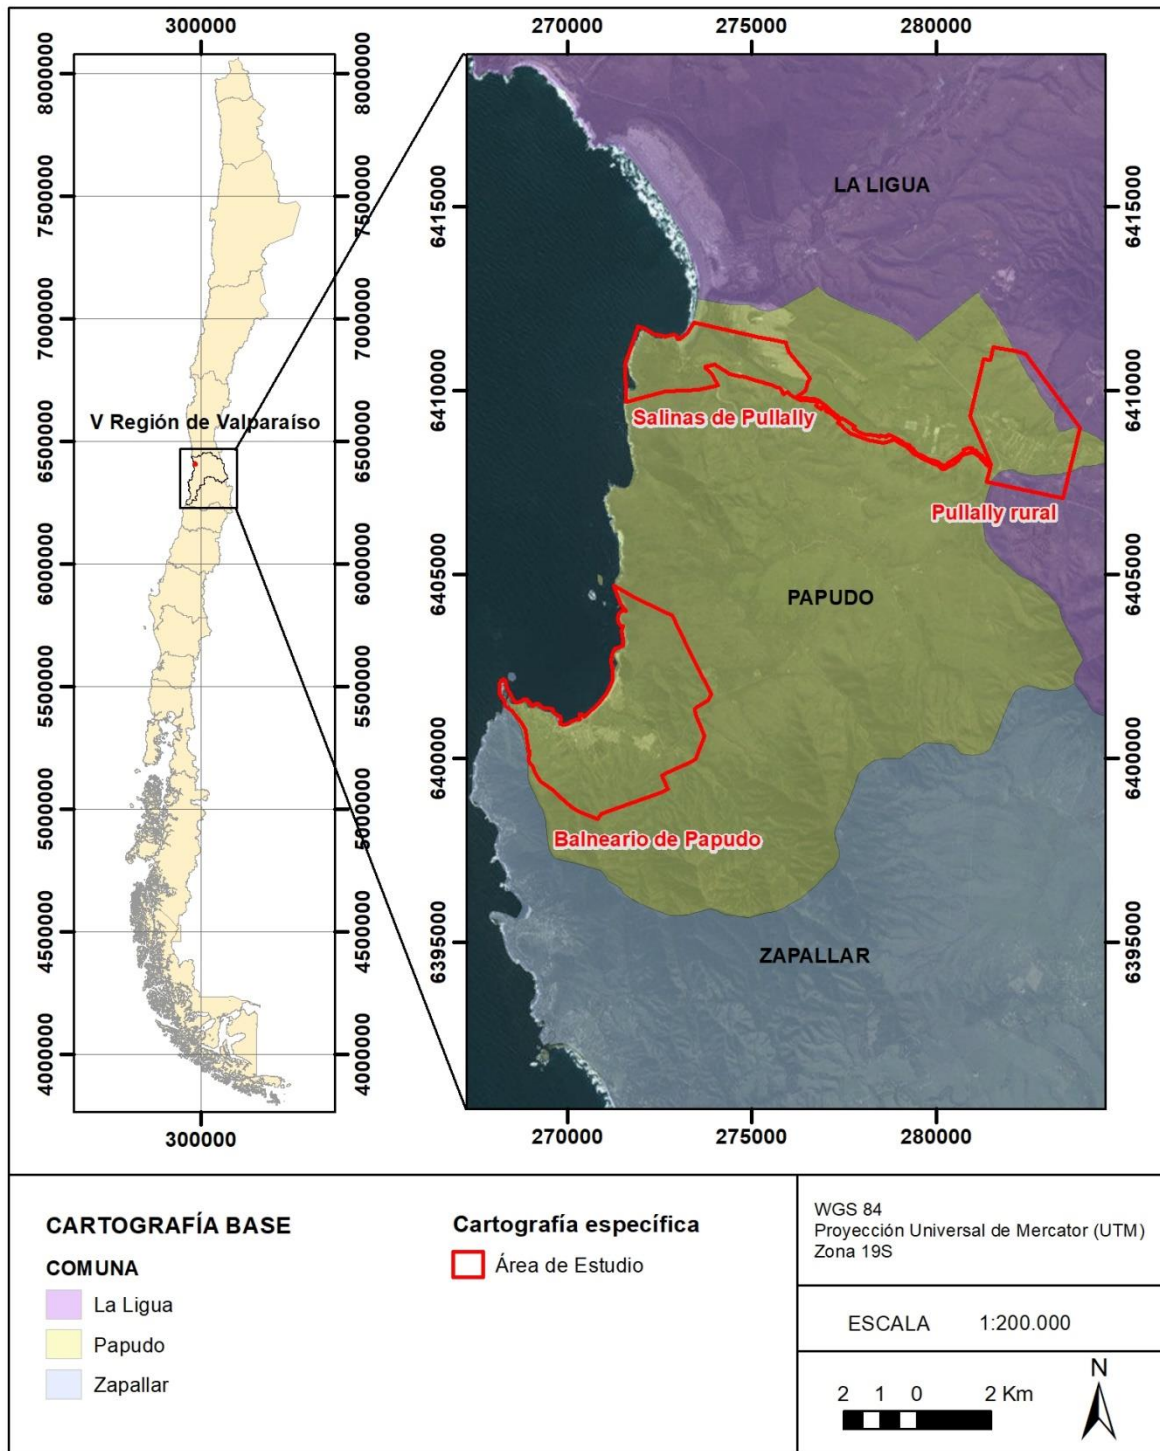 300000
270000
275000
280000
8000000
8000000
7500000
7500000
7000000
7000000
6500000
6500000
6000000
6000000
5500000
5500000
5000000
5000000
4500000
4500000
4000000
4000000
300000
V Región de Valparaíso
6415000
6415000
6410000
6410000
6405000
6405000
6400000
6400000
6395000
6395000
LA LIGUA
Salinas de Pullally
Pullally rural
PAPUDO
Balneario de Papudo
ZAPALLAR
270000
275000
280000
CARTOGRAFÍA BASE
COMUNA
La Ligua
Papudo
Zapallar
Cartografía específica
Área de Estudio
WGS 84
Proyección Universal de Mercator (UTM)
Zona 19S
ESCALA 1:200.000
2 1 0 2 Km
N